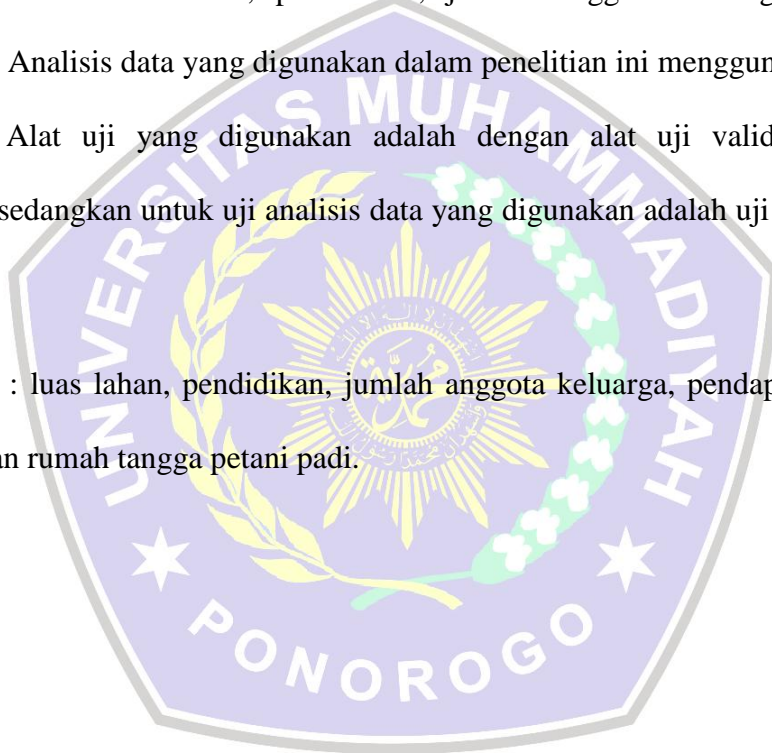 Analisis data yang digunakan dalam penelitian ini menggun
Alat uji yang digunakan adalah dengan alat uji valid
sedangkan untuk uji analisis data yang digunakan adalah uji
: luas lahan, pendidikan, jumlah anggota keluarga, pendap
an rumah tangga petani padi.
UNIVERSITAS MUHAMMADIYAH
PONOROGO